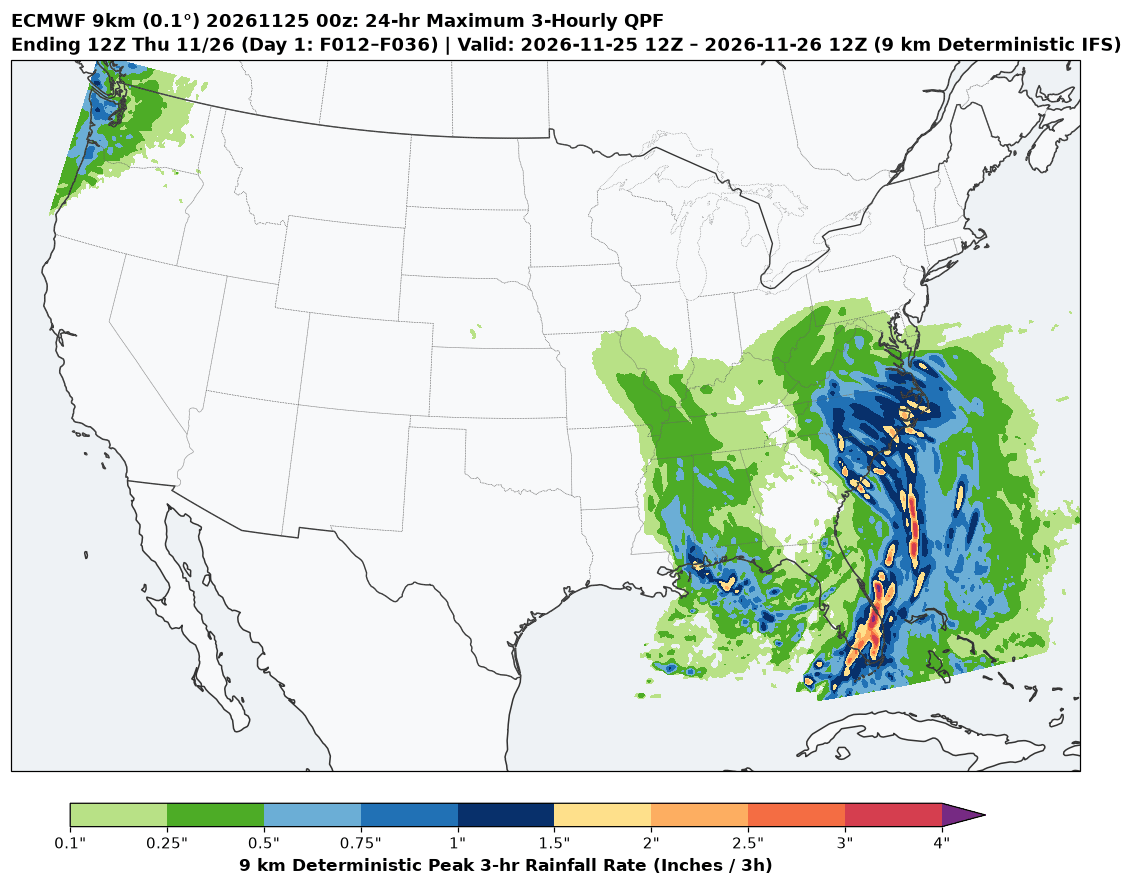 ECMWF 9km (0.1°) 20261125 00z: 24-hr Maximum 3-Hourly QPF
Ending 12Z Thu 11/26 (Day 1: F012–F036) | Valid: 2026-11-25 12Z – 2026-11-26 12Z (9 km Deterministic IFS)
0.1" 0.25" 0.5" 0.75" 1" 1.5" 2" 2.5" 3" 4"
9 km Deterministic Peak 3-hr Rainfall Rate (Inches / 3h)